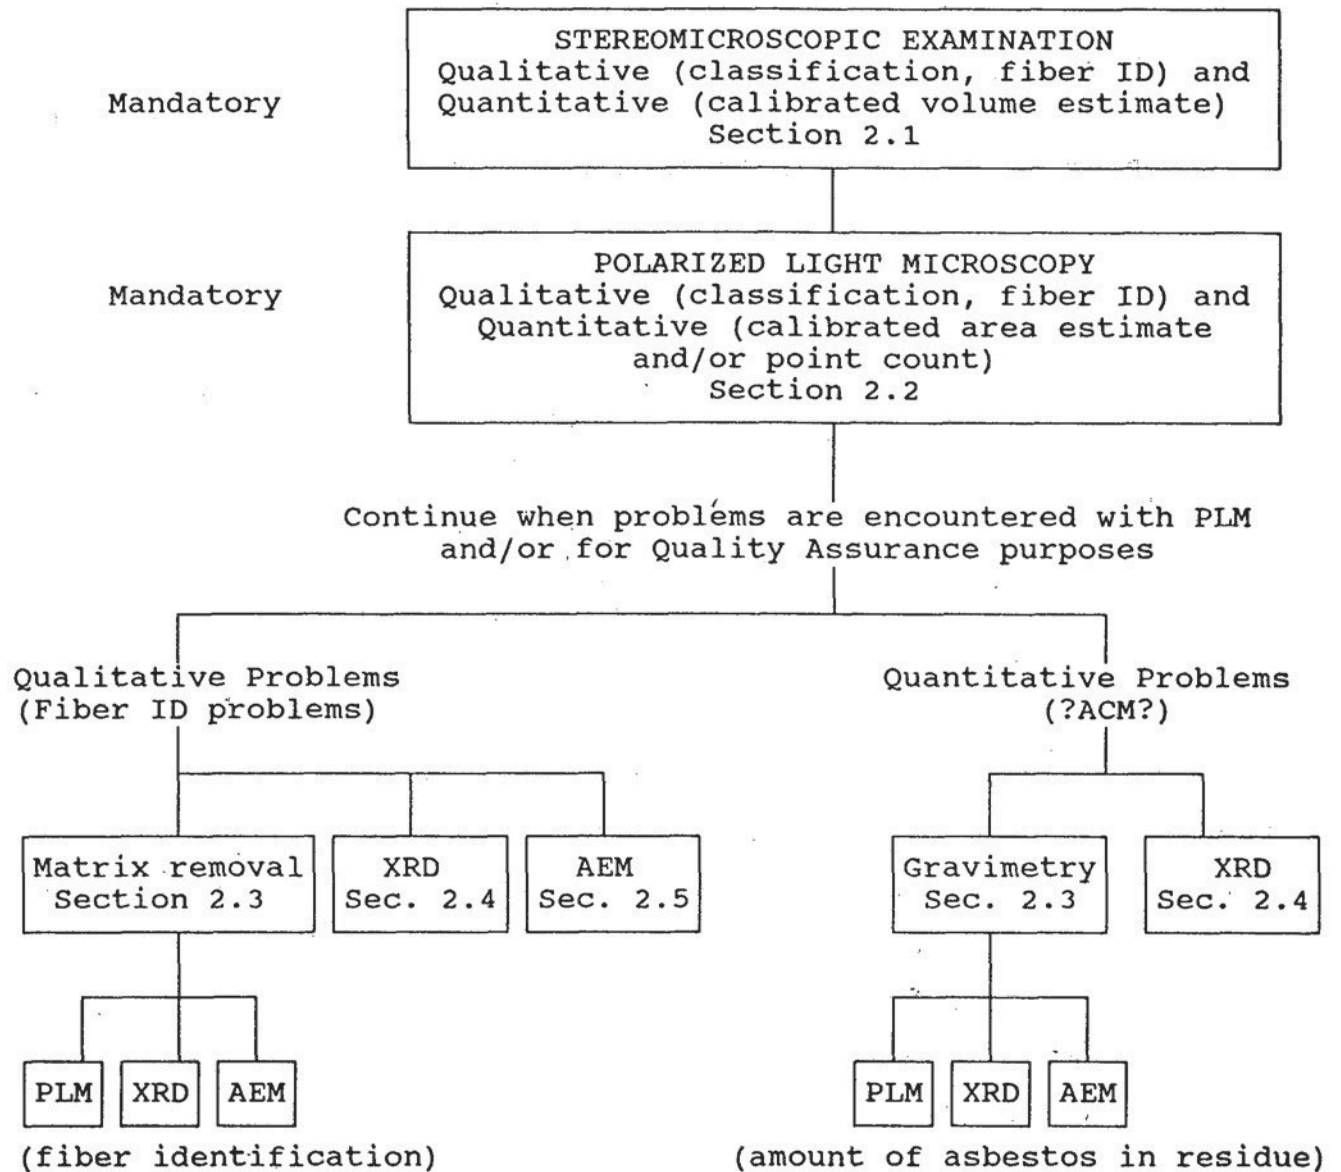 STEREOMICROSCOPIC EXAMINATION
Qualitative (classification, fiber ID) and
Mandatory
Quantitative (calibrated volume estimate)
Section 2.1
POLARIZED LIGHT MICROSCOPY
Mandatory
Qualitative (classification, fiber ID) and
Quantitative (calibrated area estimate
and/or point count)
Section 2.2
Continue when problems are encountered with PLM
and/or for Quality Assurance purposes
Qualitative Problems
(Fiber ID problems)
Quantitative Problems
(?ACM?)
Matrix removal
Section 2.3
XRD
Sec. 2.4
AEM
Sec. 2.5
Gravimetry
Sec. 2.3
XRD
Sec. 2.4
PLM
XRD
AEM
(fiber identification)
PLM
XRD
AEM
(amount of asbestos in residue)